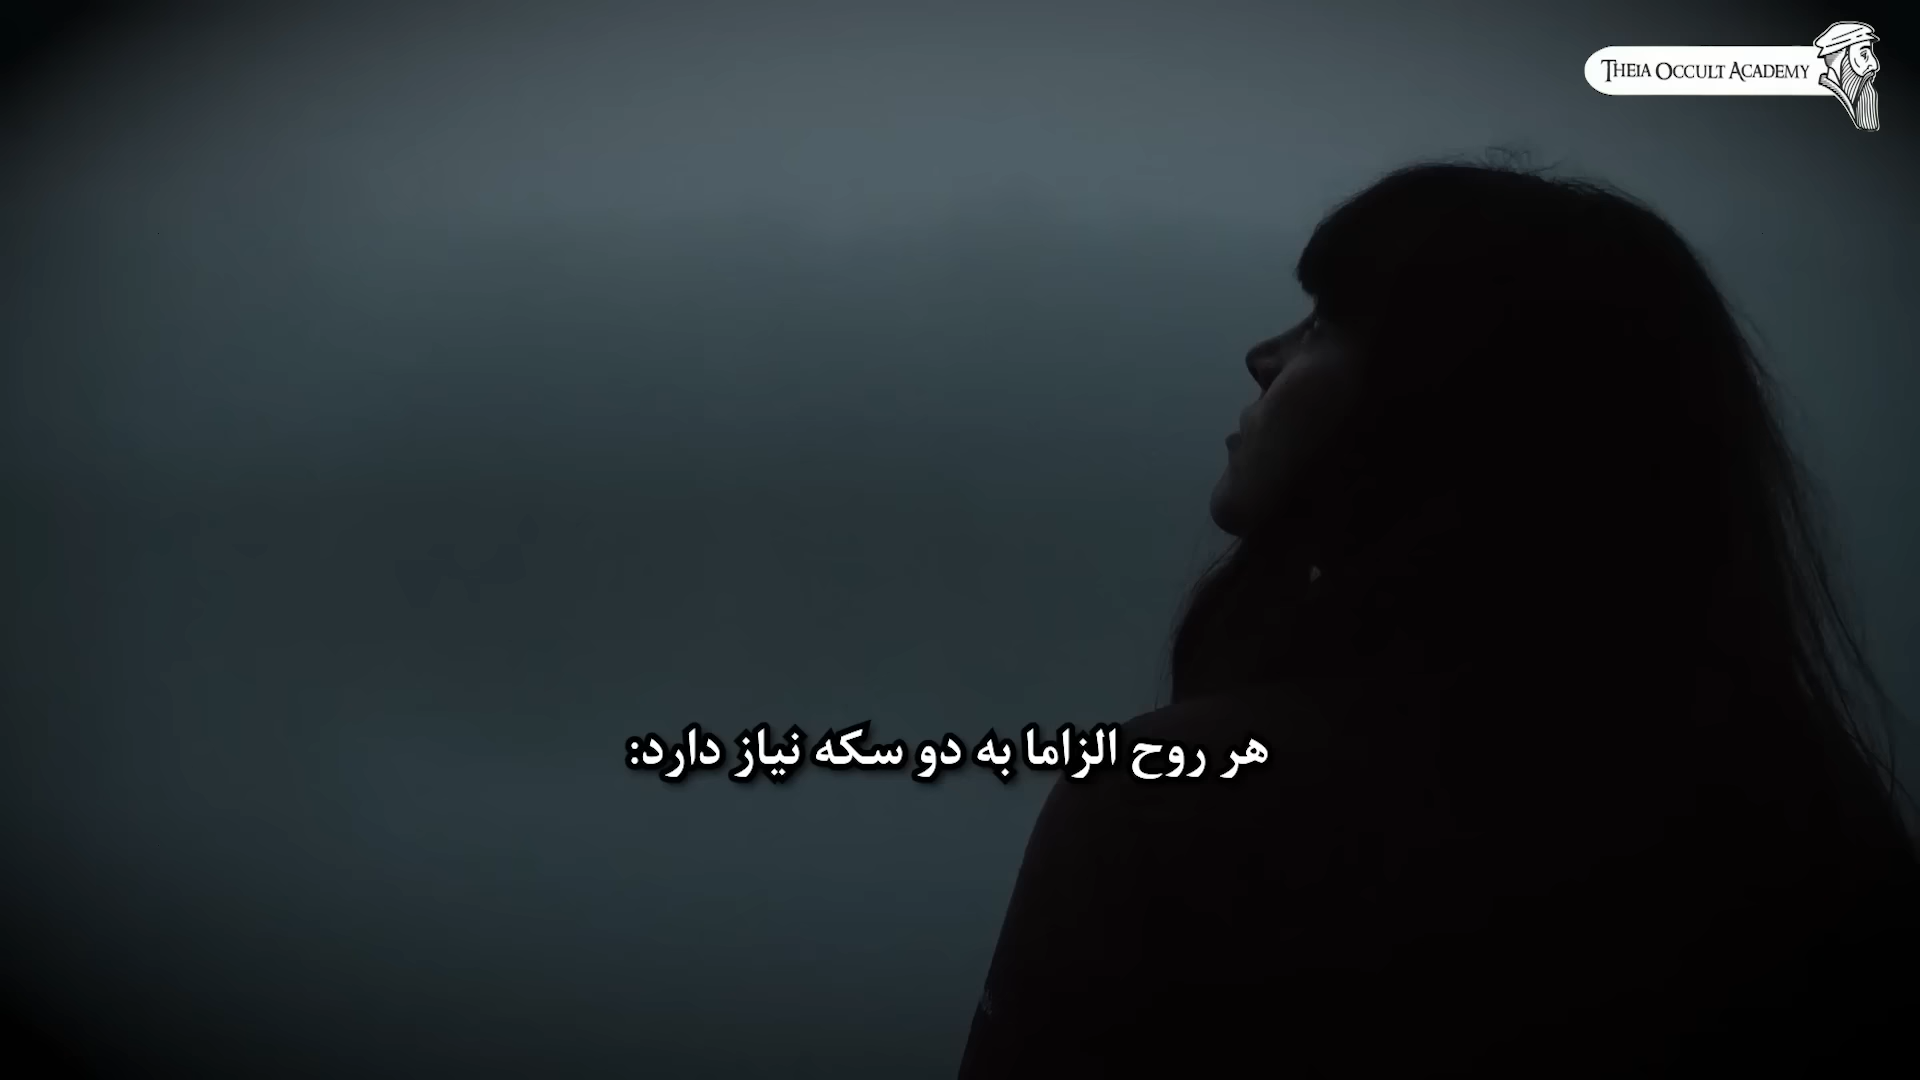 THEIA OCCULT ACADEMY
هر روح الزاما به دو سکه نیاز دارد: